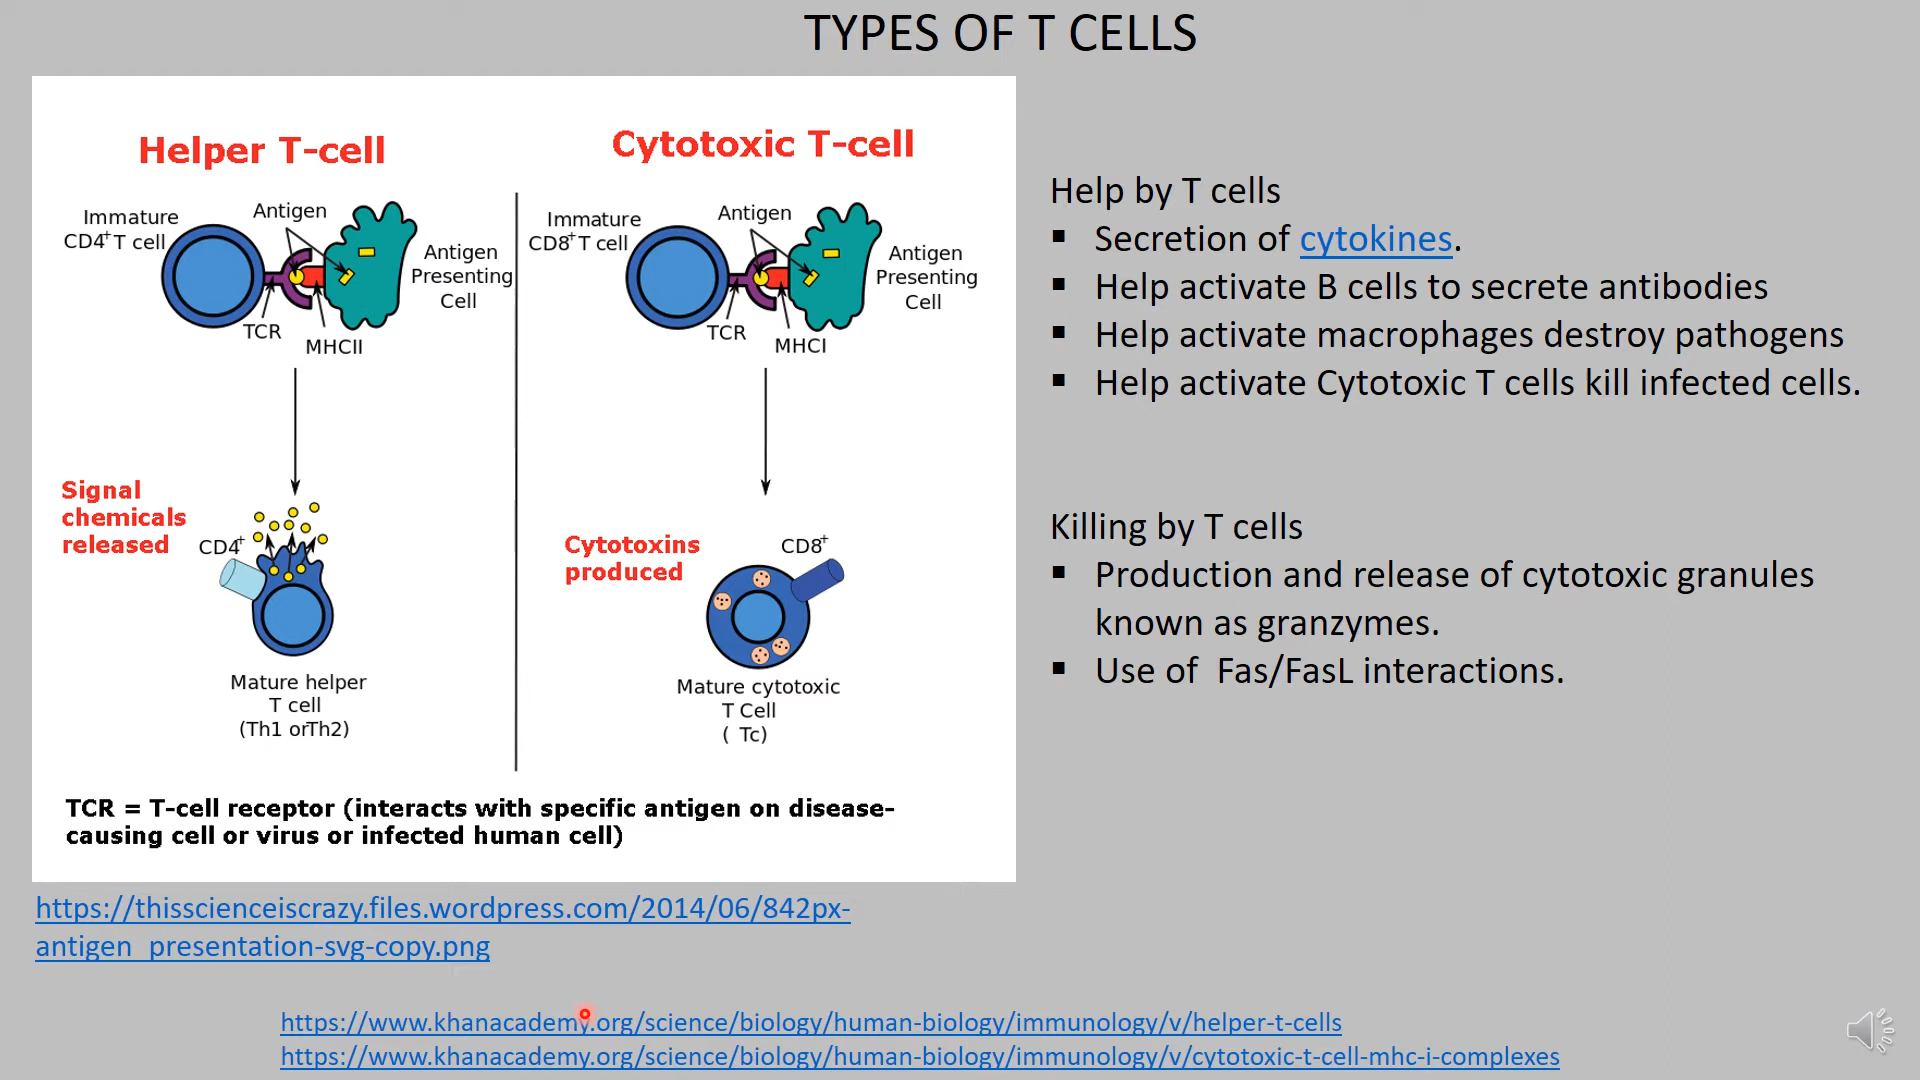 TYPES OF T CELLS
Helper T-cell
Immature
CD4+ T cell
Antigen
Antigen
Presenting
Cell
TCR
MHCII
Signal
chemicals
released
CD4+
Mature helper
T cell
(Th1 orTh2)
Cytotoxic T-cell
Immature
CD8+ T cell
Antigen
Antigen
Presenting
Cell
TCR
MHCI
Cytotoxins
produced
CD8+
Mature cytotoxic
T Cell
( Tc)
TCR = T-cell receptor (interacts with specific antigen on disease-
causing cell or virus or infected human cell)
https://thisscienceiscrazy.files.wordpress.com/2014/06/842px-
antigen_presentation-svg-copy.png
Help by T cells
▪ Secretion of cytokines.
▪ Help activate B cells to secrete antibodies
▪ Help activate macrophages destroy pathogens
▪ Help activate Cytotoxic T cells kill infected cells.
Killing by T cells
▪ Production and release of cytotoxic granules
known as granzymes.
▪ Use of  Fas/FasL interactions.
https://www.khanacademy.org/science/biology/human-biology/immunology/v/helper-t-cells
https://www.khanacademy.org/science/biology/human-biology/immunology/v/cytotoxic-t-cell-mhc-i-complexes